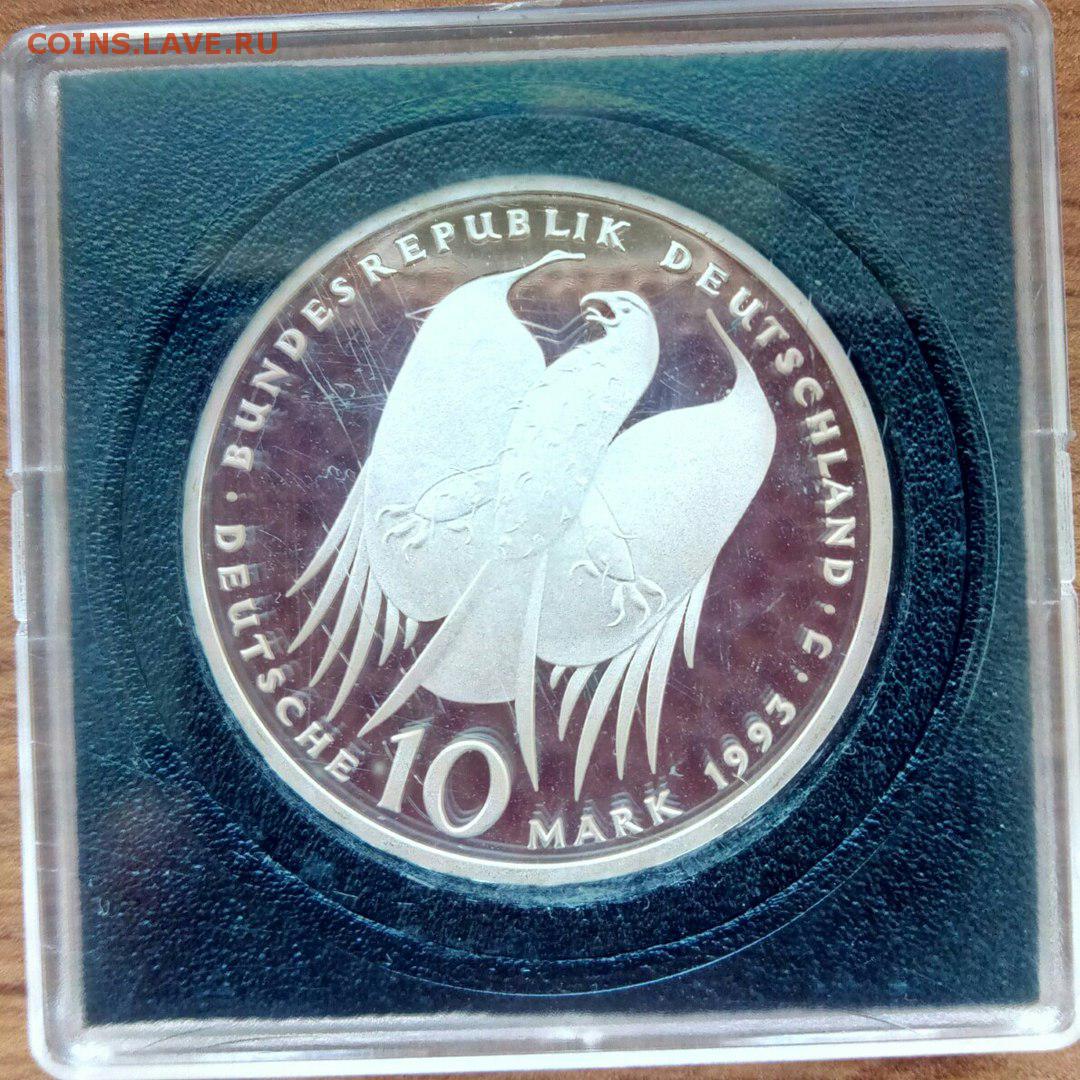 COINS.LAVE.RU
BUNDESREPUBLIK DEUTSCHLAND
· DEUTSCHE
10
MARK 1993 ·